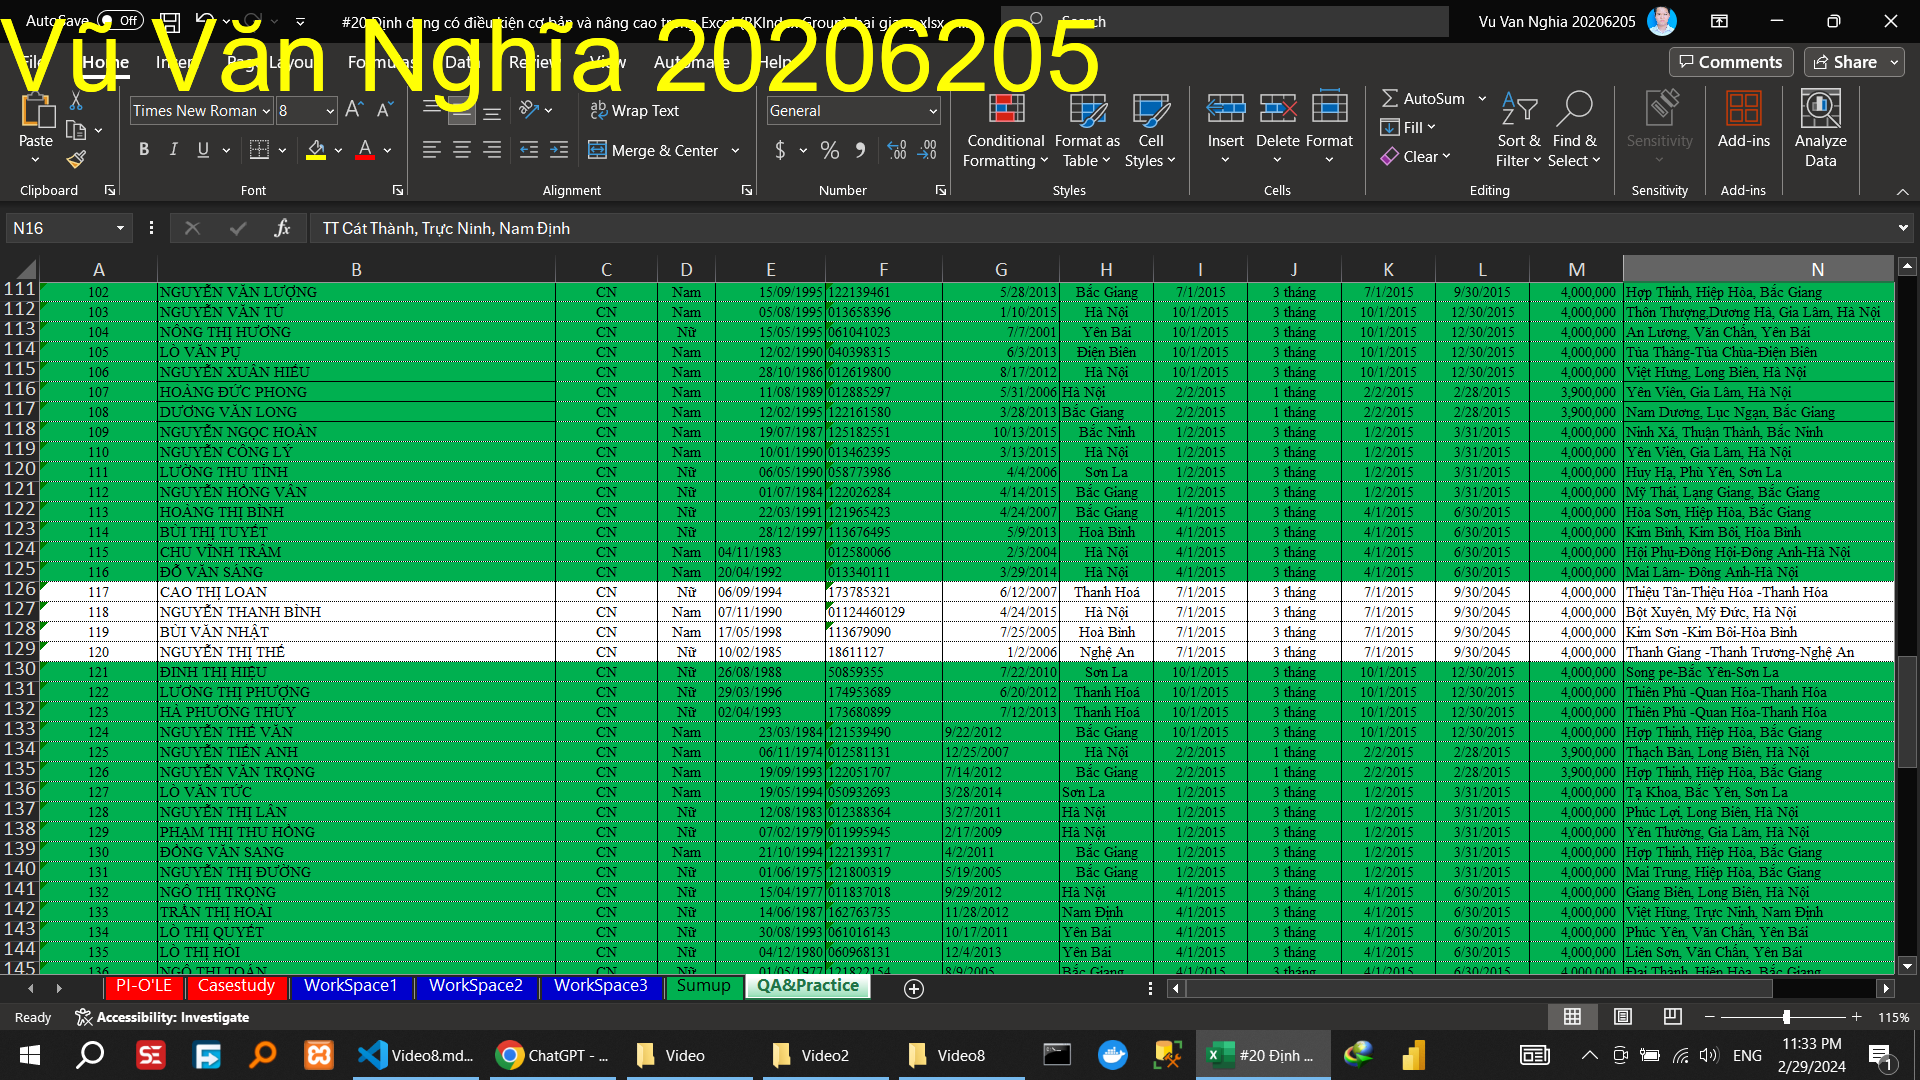 AutoSave Off #20 Định dạng có điều kiện cơ bản và nâng cao trong Excel (BKIndex Group) hai giang.xlsx Search Vu Van Nghia 20206205
Vũ Văn Nghĩa 20206205
File Home Insert Page Layout Formulas Data Review View Automate Help Comments Share
Times New Roman 8 Wrap Text General AutoSum
Paste Merge & Center Conditional Formatting Format as Table Cell Styles Insert Delete Format Fill Clear Sort & Filter Find & Select Sensitivity Add-ins Analyze Data
Clipboard Font Alignment Number Styles Cells Editing Sensitivity Add-ins
N16 fx TT Cát Thành, Trực Ninh, Nam Định
A B C D E F G H I J K L M N
111 102 NGUYỄN VĂN LƯỢNG CN Nam 15/09/1995 122139461 5/28/2013 Bắc Giang 7/1/2015 3 tháng 7/1/2015 9/30/2015 4,000,000 Hợp Thịnh, Hiệp Hòa, Bắc Giang
112 103 NGUYỄN VĂN TÚ CN Nam 05/08/1995 013658396 1/10/2015 Hà Nội 10/1/2015 3 tháng 10/1/2015 12/30/2015 4,000,000 Thôn Thượng,Dương Hà, Gia Lâm, Hà Nội
113 104 NÔNG THỊ HƯƠNG CN Nữ 15/05/1995 061041023 7/7/2001 Yên Bái 10/1/2015 3 tháng 10/1/2015 12/30/2015 4,000,000 An Lương, Văn Chấn, Yên Bái
114 105 LÒ VĂN PỤ CN Nam 12/02/1990 040398315 6/3/2013 Điện Biên 10/1/2015 3 tháng 10/1/2015 12/30/2015 4,000,000 Tủa Thàng-Tủa Chùa-Điện Biên
115 106 NGUYỄN XUÂN HIẾU CN Nam 28/10/1986 012619800 8/17/2012 Hà Nội 10/1/2015 3 tháng 10/1/2015 12/30/2015 4,000,000 Việt Hưng, Long Biên, Hà Nội
116 107 HOÀNG ĐỨC PHONG CN Nam 11/08/1989 012885297 5/31/2006 Hà Nội 2/2/2015 1 tháng 2/2/2015 2/28/2015 3,900,000 Yên Viên, Gia Lâm, Hà Nội
117 108 DƯƠNG VĂN LONG CN Nam 12/02/1995 122161580 3/28/2013 Bắc Giang 2/2/2015 1 tháng 2/2/2015 2/28/2015 3,900,000 Nam Dương, Lục Ngạn, Bắc Giang
118 109 NGUYỄN NGỌC HOÀN CN Nam 19/07/1987 125182551 10/13/2015 Bắc Ninh 1/2/2015 3 tháng 1/2/2015 3/31/2015 4,000,000 Ninh Xá, Thuận Thành, Bắc Ninh
119 110 NGUYỄN CÔNG LÝ CN Nam 10/01/1990 013462395 3/13/2015 Hà Nội 1/2/2015 3 tháng 1/2/2015 3/31/2015 4,000,000 Yên Viên, Gia Lâm, Hà Nội
120 111 LƯỜNG THU TÍNH CN Nữ 06/05/1990 058773986 4/4/2006 Sơn La 1/2/2015 3 tháng 1/2/2015 3/31/2015 4,000,000 Huy Hạ, Phù Yên, Sơn La
121 112 NGUYỄN HỒNG VÂN CN Nữ 01/07/1984 122026284 4/14/2015 Bắc Giang 1/2/2015 3 tháng 1/2/2015 3/31/2015 4,000,000 Mỹ Thái, Lạng Giang, Bắc Giang
122 113 HOÀNG THỊ BÌNH CN Nữ 22/03/1991 121965423 4/24/2007 Bắc Giang 4/1/2015 3 tháng 4/1/2015 6/30/2015 4,000,000 Hòa Sơn, Hiệp Hòa, Bắc Giang
123 114 BÙI THỊ TUYẾT CN Nữ 28/12/1997 113676495 5/9/2013 Hoà Bình 4/1/2015 3 tháng 4/1/2015 6/30/2015 4,000,000 Kim Bình, Kim Bôi, Hòa Bình
124 115 CHU VĨNH TRÂM CN Nam 04/11/1983 012580066 2/3/2004 Hà Nội 4/1/2015 3 tháng 4/1/2015 6/30/2015 4,000,000 Hội Phụ-Đông Hội-Đông Anh-Hà Nội
125 116 ĐỖ VĂN SÁNG CN Nam 20/04/1992 013340111 3/29/2014 Hà Nội 4/1/2015 3 tháng 4/1/2015 6/30/2015 4,000,000 Mai Lâm- Đông Anh-Hà Nội
126 117 CAO THỊ LOAN CN Nữ 06/09/1994 173785321 6/12/2007 Thanh Hoá 7/1/2015 3 tháng 7/1/2015 9/30/2045 4,000,000 Thiệu Tân-Thiệu Hóa -Thanh Hóa
127 118 NGUYỄN THANH BÌNH CN Nam 07/11/1990 01124460129 4/24/2015 Hà Nội 7/1/2015 3 tháng 7/1/2015 9/30/2045 4,000,000 Bột Xuyên, Mỹ Đức, Hà Nội
128 119 BÙI VĂN NHẬT CN Nam 17/05/1998 113679090 7/25/2005 Hoà Bình 7/1/2015 3 tháng 7/1/2015 9/30/2045 4,000,000 Kim Sơn -Kim Bôi-Hòa Bình
129 120 NGUYỄN THỊ THẾ CN Nữ 10/02/1985 18611127 1/2/2006 Nghệ An 7/1/2015 3 tháng 7/1/2015 9/30/2045 4,000,000 Thanh Giang -Thanh Trương-Nghệ An
130 121 ĐINH THỊ HIỆU CN Nữ 26/08/1988 50859355 7/22/2010 Sơn La 10/1/2015 3 tháng 10/1/2015 12/30/2015 4,000,000 Song pe-Bắc Yên-Sơn La
131 122 LƯƠNG THỊ PHƯỢNG CN Nữ 29/03/1996 174953689 6/20/2012 Thanh Hoá 10/1/2015 3 tháng 10/1/2015 12/30/2015 4,000,000 Thiên Phủ -Quan Hóa-Thanh Hóa
132 123 HÀ PHƯƠNG THÚY CN Nữ 02/04/1993 173680899 7/12/2013 Thanh Hoá 10/1/2015 3 tháng 10/1/2015 12/30/2015 4,000,000 Thiên Phủ -Quan Hóa-Thanh Hóa
133 124 NGUYỄN THẾ VĂN CN Nam 23/03/1984 121539490 9/22/2012 Bắc Giang 10/1/2015 3 tháng 10/1/2015 12/30/2015 4,000,000 Hợp Thịnh, Hiệp Hòa, Bắc Giang
134 125 NGUYỄN TIẾN ANH CN Nam 06/11/1974 012581131 12/25/2007 Hà Nội 2/2/2015 1 tháng 2/2/2015 2/28/2015 3,900,000 Thạch Bàn, Long Biên, Hà Nội
135 126 NGUYỄN VĂN TRỌNG CN Nam 19/09/1993 122051707 7/14/2012 Bắc Giang 2/2/2015 1 tháng 2/2/2015 2/28/2015 3,900,000 Hợp Thịnh, Hiệp Hòa, Bắc Giang
136 127 LÒ VĂN TỨC CN Nam 19/05/1994 050932693 3/28/2014 Sơn La 1/2/2015 3 tháng 1/2/2015 3/31/2015 4,000,000 Tạ Khoa, Bắc Yên, Sơn La
137 128 NGUYỄN THỊ LÂN CN Nữ 12/08/1983 012388364 3/27/2011 Hà Nội 1/2/2015 3 tháng 1/2/2015 3/31/2015 4,000,000 Phúc Lợi, Long Biên, Hà Nội
138 129 PHẠM THỊ THU HỒNG CN Nữ 07/02/1979 011995945 2/17/2009 Hà Nội 1/2/2015 3 tháng 1/2/2015 3/31/2015 4,000,000 Yên Thường, Gia Lâm, Hà Nội
139 130 ĐỒNG VĂN SANG CN Nam 21/10/1994 122139317 4/2/2011 Bắc Giang 1/2/2015 3 tháng 1/2/2015 3/31/2015 4,000,000 Hợp Thịnh, Hiệp Hòa, Bắc Giang
140 131 NGUYỄN THỊ ĐƯỜNG CN Nữ 01/06/1975 121800319 5/19/2005 Bắc Giang 1/2/2015 3 tháng 1/2/2015 3/31/2015 4,000,000 Mai Trung, Hiệp Hòa, Bắc Giang
141 132 NGÔ THỊ TRỌNG CN Nữ 15/04/1977 011837018 9/29/2012 Hà Nội 4/1/2015 3 tháng 4/1/2015 6/30/2015 4,000,000 Giang Biên, Long Biên, Hà Nội
142 133 TRẦN THỊ HOÀI CN Nữ 14/06/1987 162763735 11/28/2012 Nam Định 4/1/2015 3 tháng 4/1/2015 6/30/2015 4,000,000 Việt Hùng, Trực Ninh, Nam Định
143 134 LÒ THỊ QUYẾT CN Nữ 30/08/1993 061016143 10/17/2011 Yên Bái 4/1/2015 3 tháng 4/1/2015 6/30/2015 4,000,000 Phúc Yên, Văn Chấn, Yên Bái
144 135 LÒ THỊ HỎI CN Nữ 04/12/1980 060968131 12/4/2013 Yên Bái 4/1/2015 3 tháng 4/1/2015 6/30/2015 4,000,000 Liên Sơn, Văn Chấn, Yên Bái
145 136 NGÔ THỊ TOÀN CN Nữ 01/05/1977 121822154 8/9/2005 Bắc Giang 4/1/2015 3 tháng 4/1/2015 6/30/2015 4,000,000 Đại Thành, Hiệp Hòa, Bắc Giang
PI-O'LE Casestudy WorkSpace1 WorkSpace2 WorkSpace3 Sumup QA&Practice
Ready Accessibility: Investigate 115%
Video8.md... ChatGPT - ... Video Video2 Video8 #20 Định ... ENG 11:33 PM
2/29/2024 1